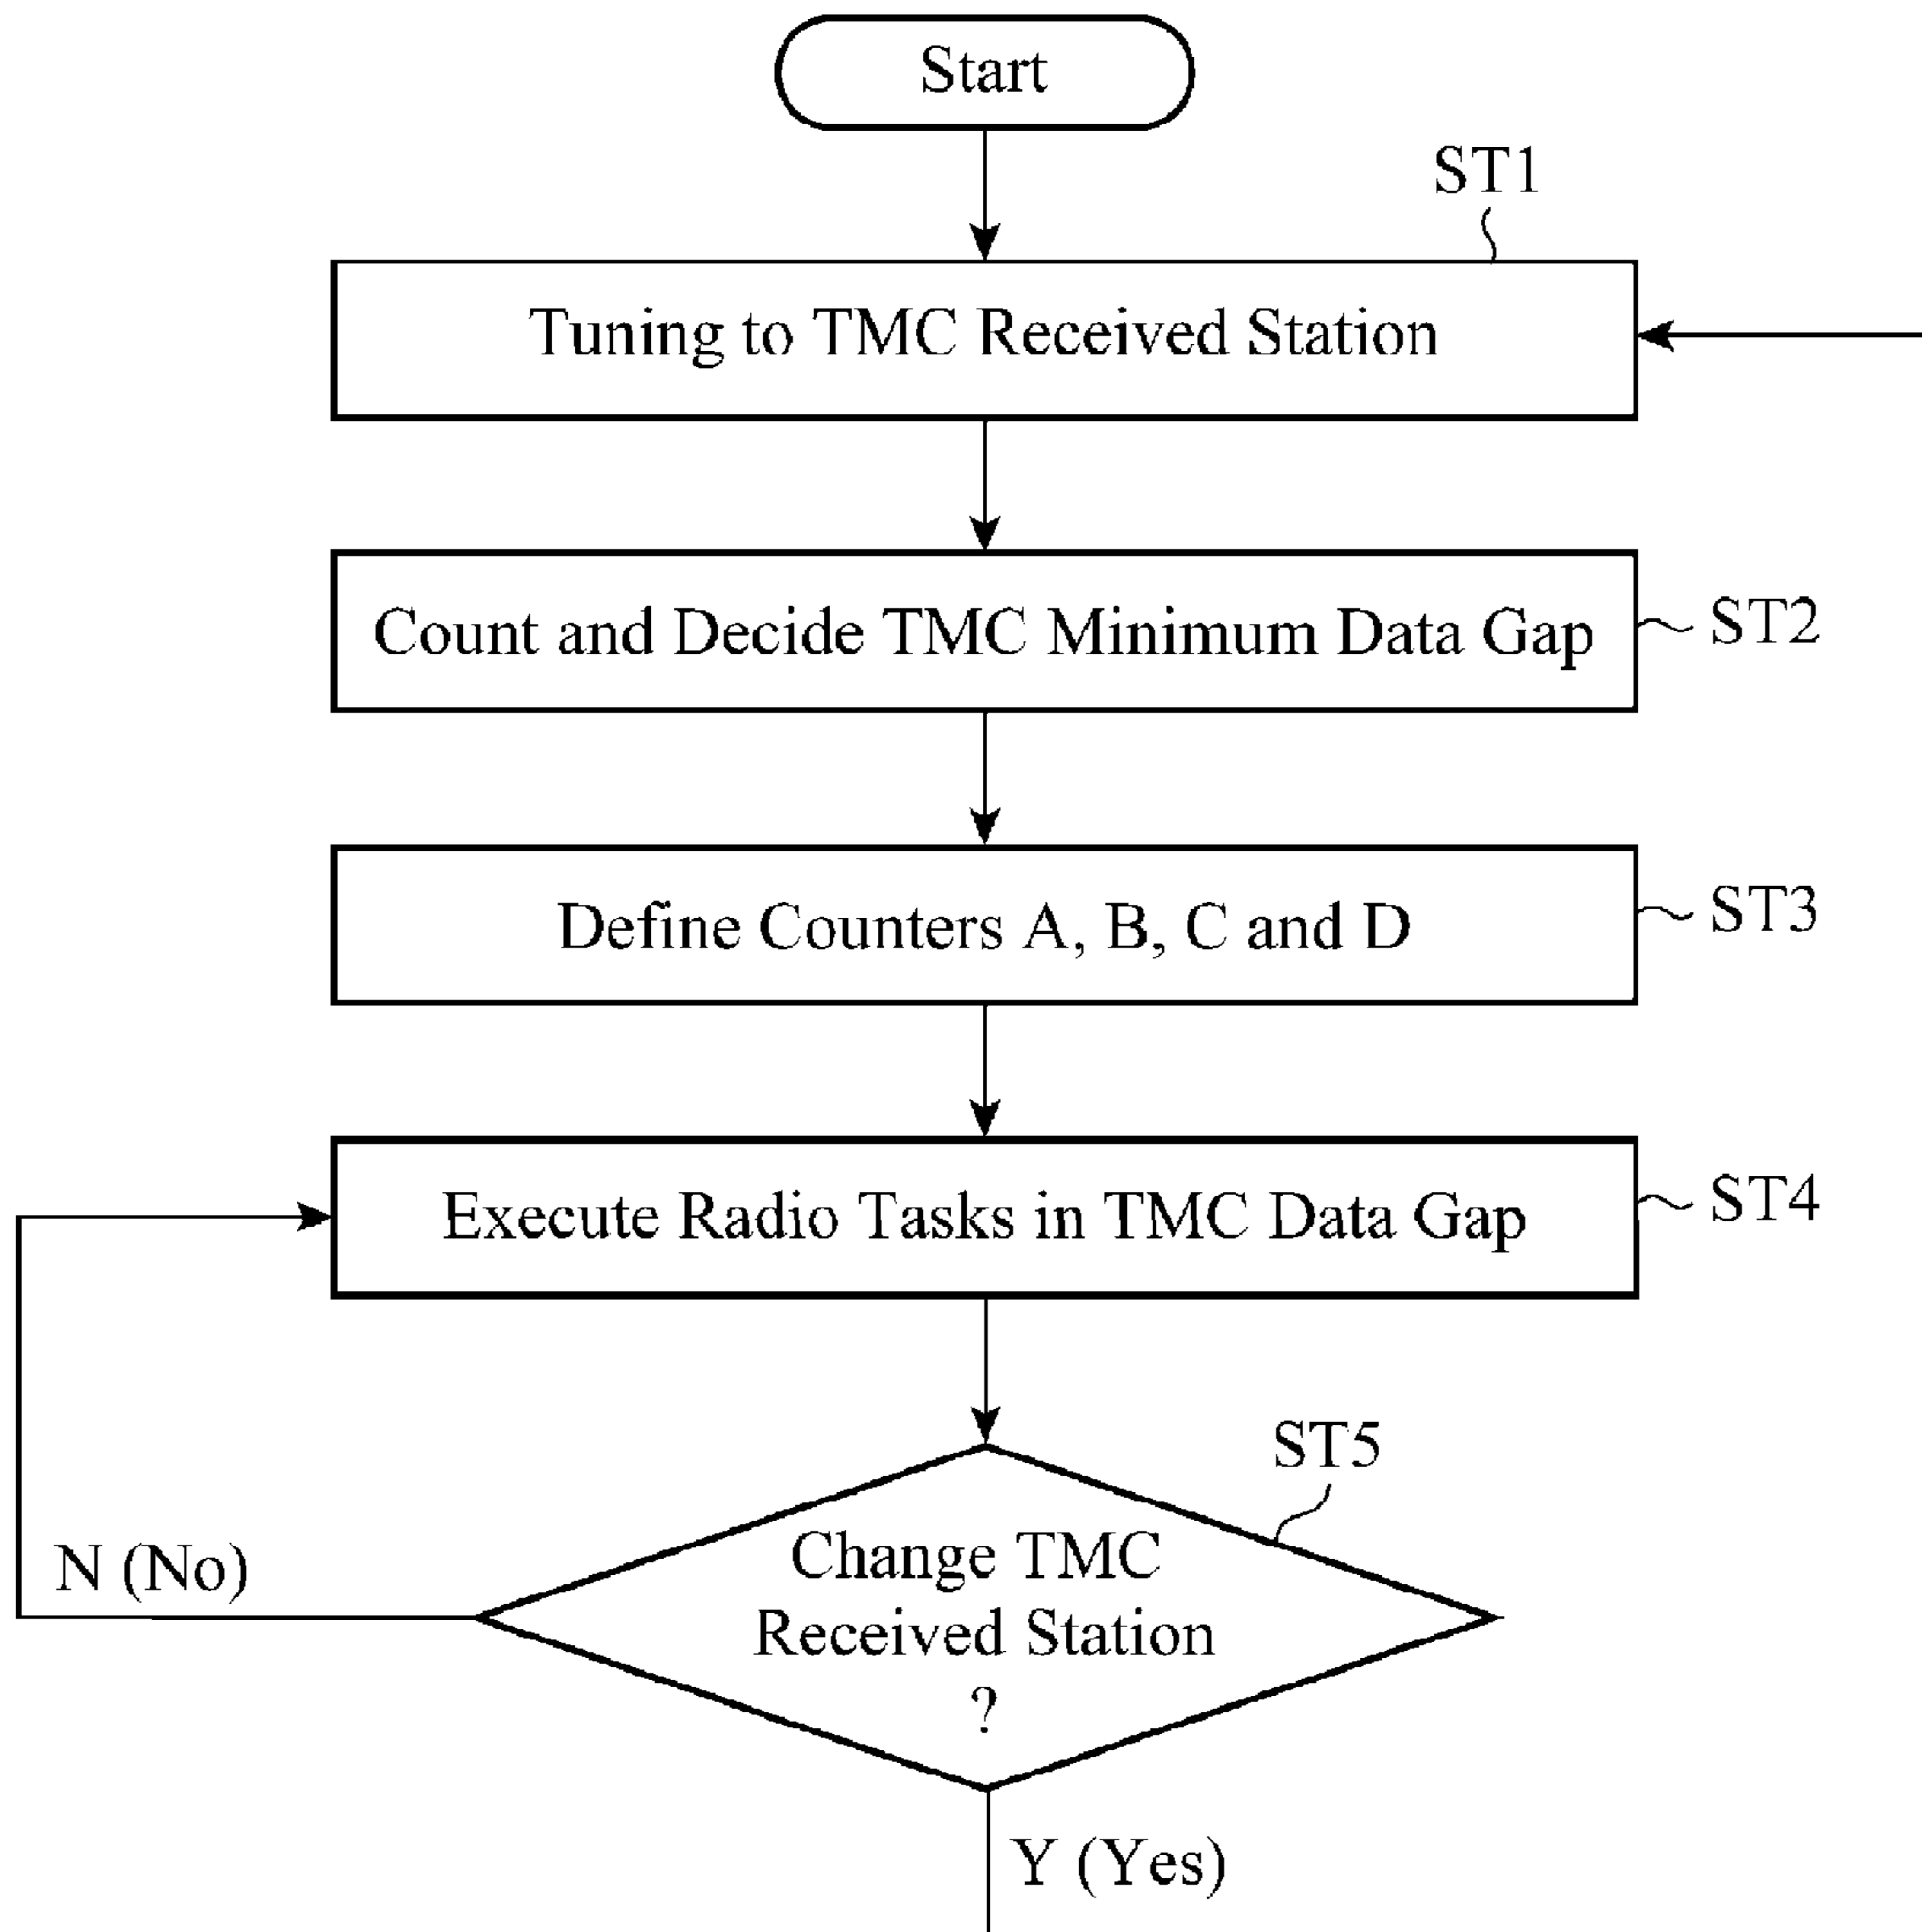 Start
ST1
Tuning to TMC Received Station
Count and Decide TMC Minimum Data Gap
ST2
Define Counters A, B, C and D
ST3
Execute Radio Tasks in TMC Data Gap
ST4
ST5
Change TMC
Received Station
?
N (No)
Y (Yes)